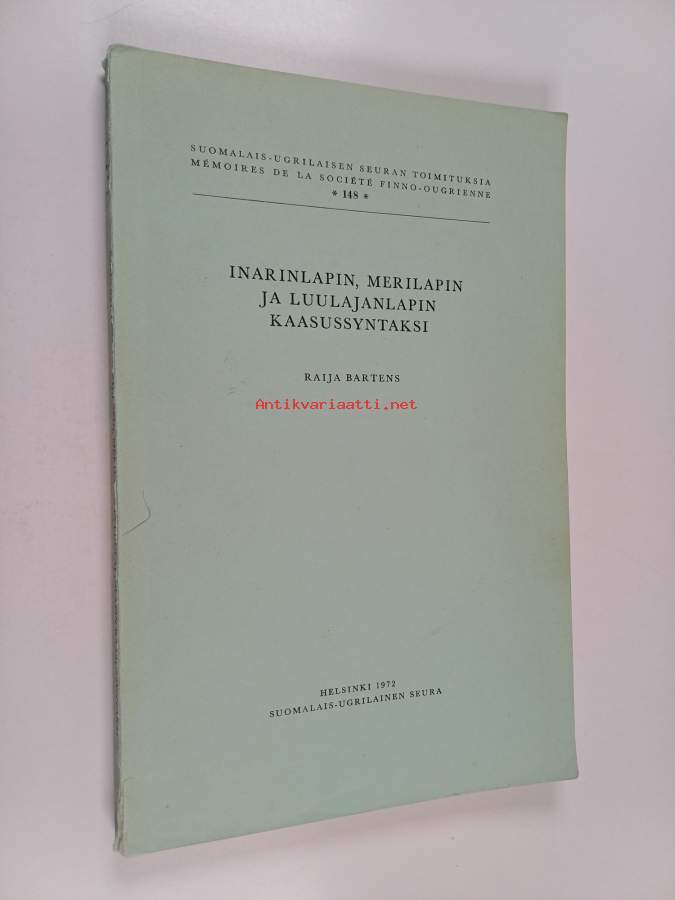 SUOMALAIS-UGRILAISEN SEURAN TOIMITUKSIA
MÉMOIRES DE LA SOCIÉTÉ FINNO-OUGRIENNE
* 148 *
INARINLAPIN, MERILAPIN
JA LUULAJANLAPIN
KAASUSSYNTAKSI
RAIJA BARTENS
Antikvariaatti.net
HELSINKI 1972
SUOMALAIS-UGRILAINEN SEURA